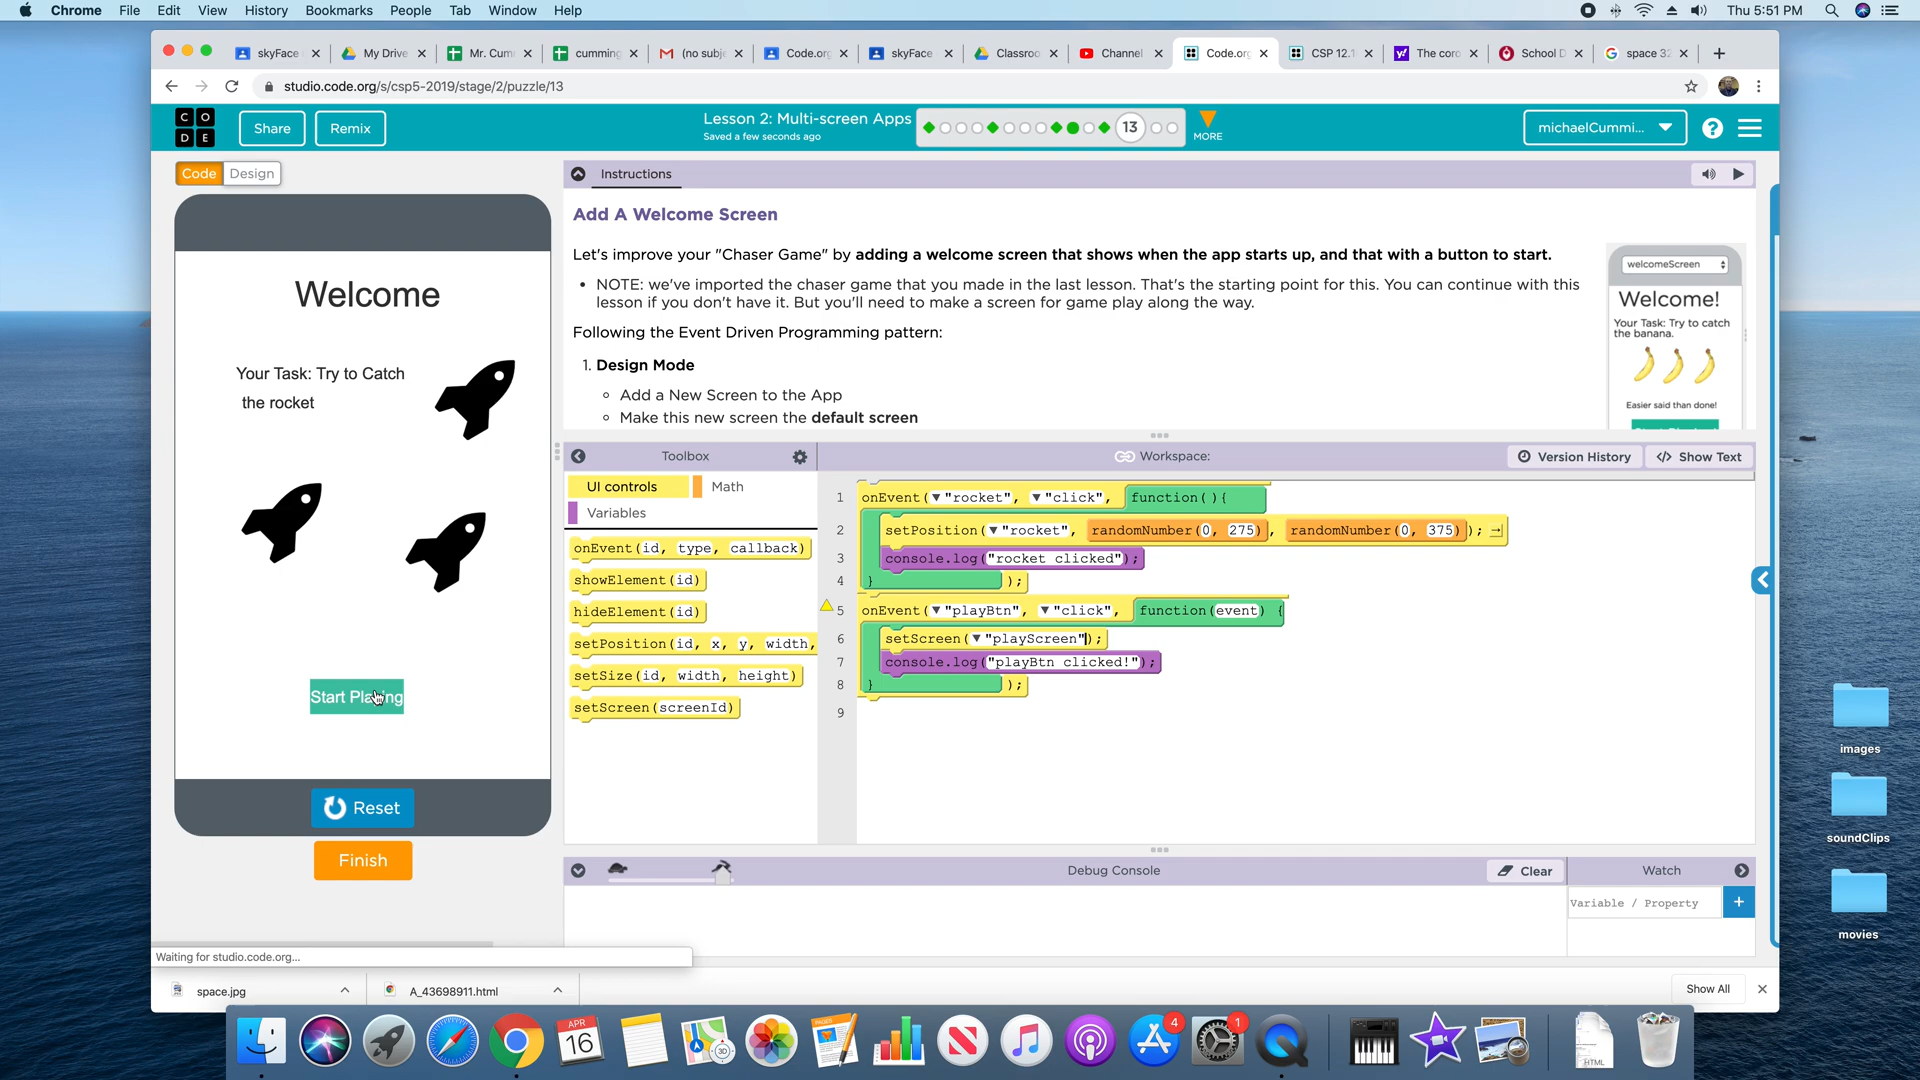 Chrome File Edit View History Bookmarks People Tab Window Help
Thu 5:51 PM
skyFace My Drive Mr. Cum cumming (no subje Code.org skyFace Classroo Channel Code.org CSP 12.1 The coro School D space 32
studio.code.org/s/csp5-2019/stage/2/puzzle/13
C O
D E
Share Remix
Lesson 2: Multi-screen Apps
Saved a few seconds ago
13
MORE
michaelCummi...
?
Code Design
Instructions
Add A Welcome Screen
Let's improve your "Chaser Game" by adding a welcome screen that shows when the app starts up, and that with a button to start.
NOTE: we've imported the chaser game that you made in the last lesson. That's the starting point for this. You can continue with this
lesson if you don't have it. But you'll need to make a screen for game play along the way.
Following the Event Driven Programming pattern:
1. Design Mode
Add a New Screen to the App
Make this new screen the default screen
welcomeScreen
Welcome!
Your Task: Try to catch
the banana.
Easier said than done!
Welcome
Your Task: Try to Catch
the rocket
Start Playing
Reset
Finish
Toolbox
UI controls Math
Variables
onEvent(id, type, callback)
showElement(id)
hideElement(id)
setPosition(id, x, y, width,
setSize(id, width, height)
setScreen(screenId)
Workspace:
Version History </> Show Text
1 onEvent( "rocket", "click", function( ){
2 setPosition( "rocket", randomNumber(0, 275), randomNumber(0, 375));
3 console.log("rocket clicked");
4 } );
5 onEvent( "playBtn", "click", function(event) {
6 setScreen( "playScreen");
7 console.log("playBtn clicked!");
8 } );
9
Debug Console
Clear
Watch
Variable / Property
+
Waiting for studio.code.org...
space.jpg
A_43698911.html
Show All
images
soundClips
movies
APR
16
3D
PAGES
4
1
HTML